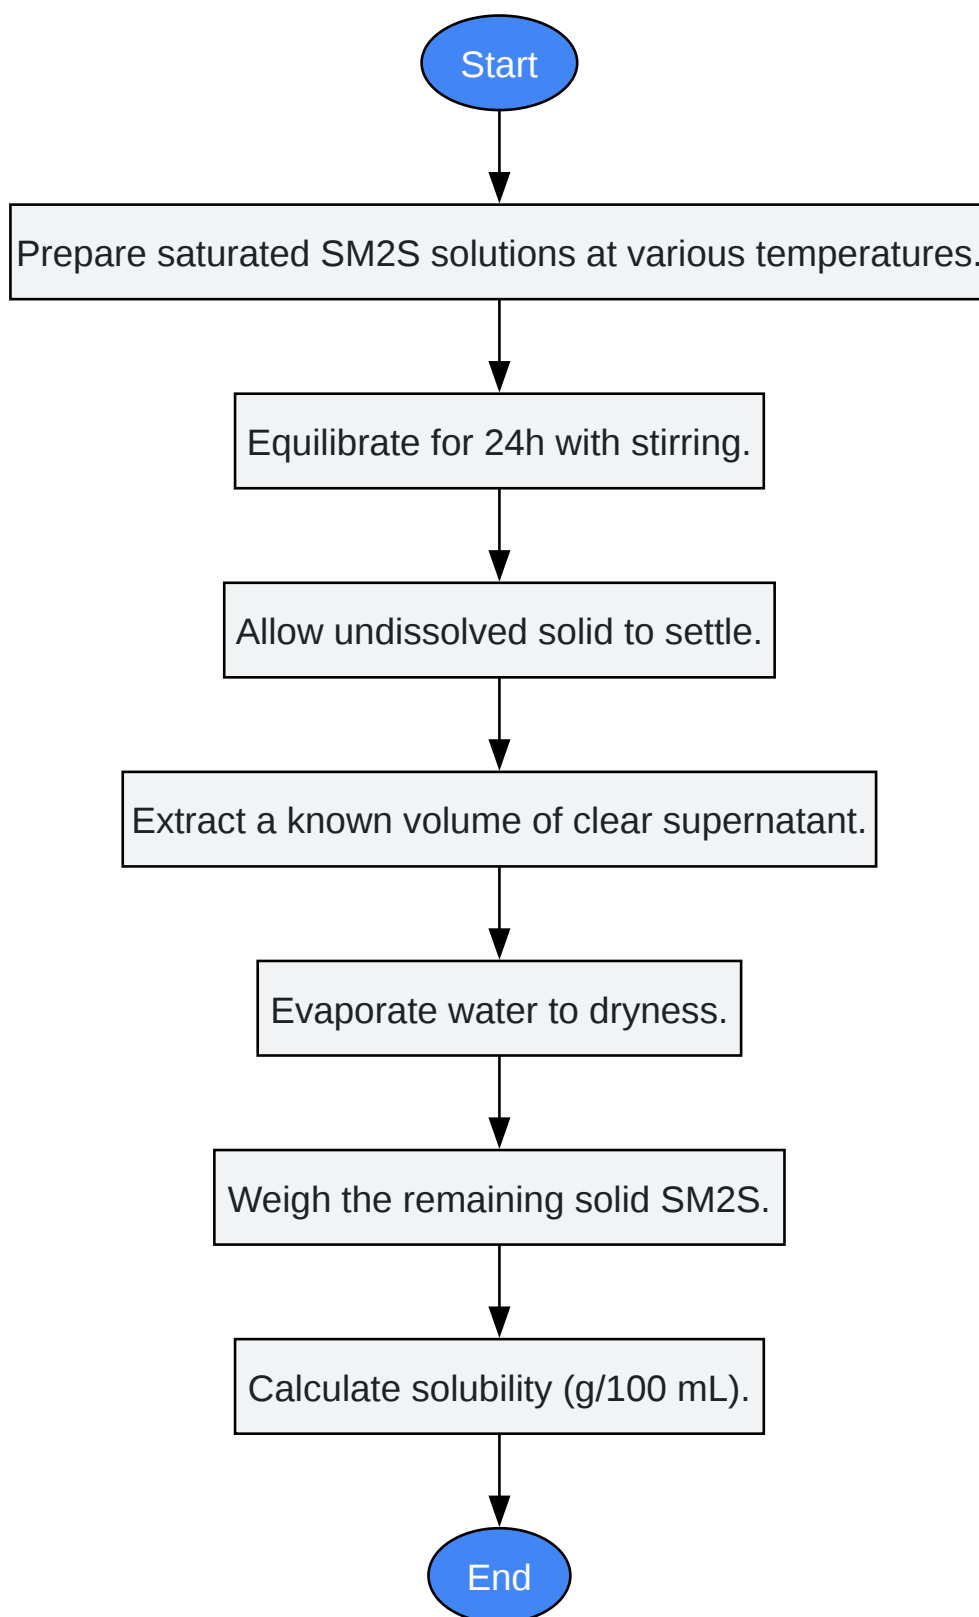 Start
Prepare saturated SM2S solutions at various temperatures.
Equilibrate for 24h with stirring.
Allow undissolved solid to settle.
Extract a known volume of clear supernatant.
Evaporate water to dryness.
Weigh the remaining solid SM2S.
Calculate solubility (g/100 mL).
End